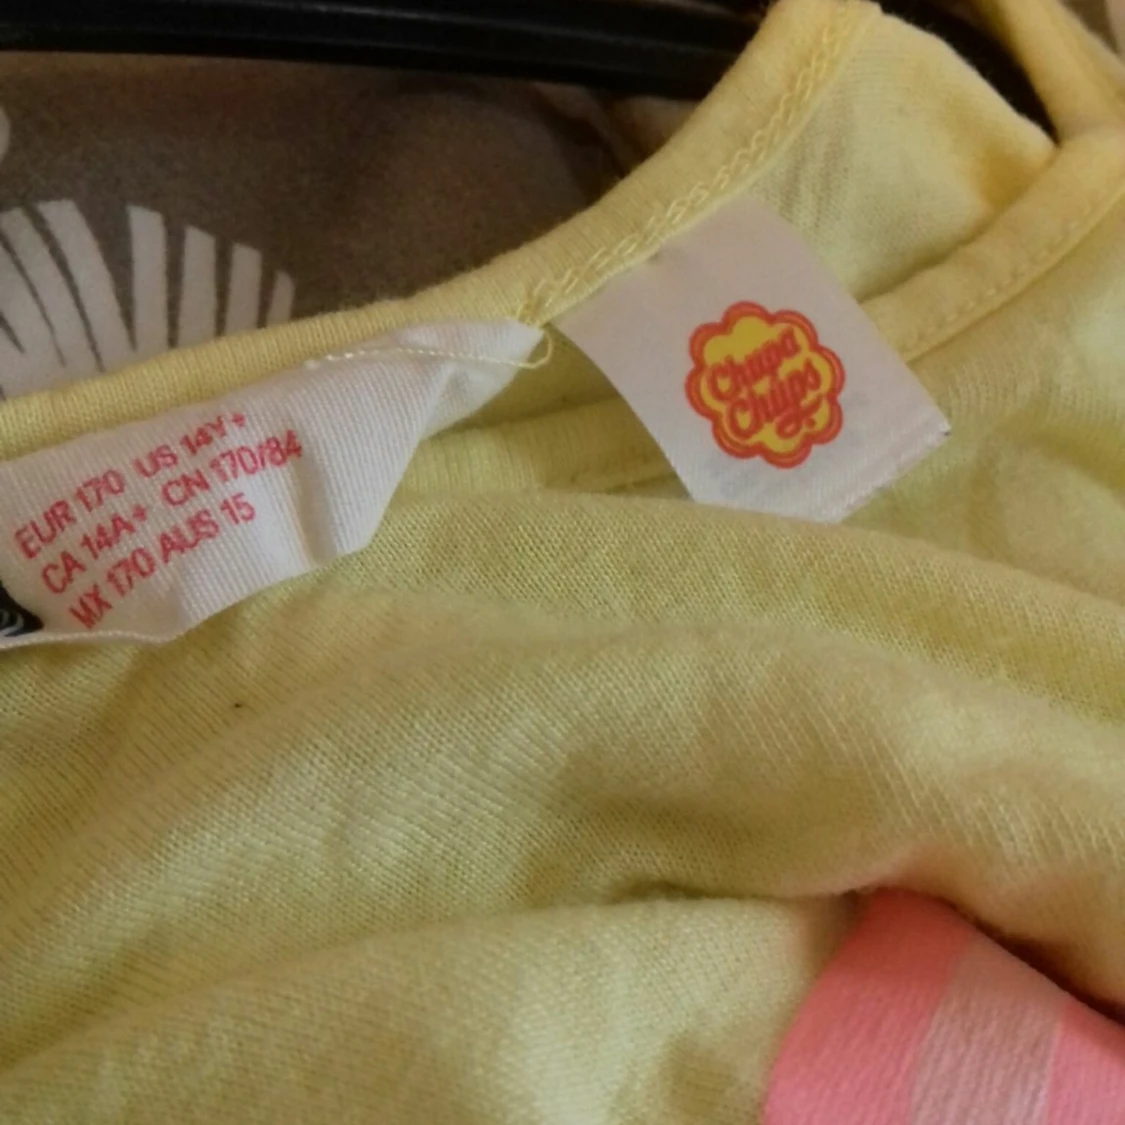 EUR 170 US 14Y+
CA 14A+ CN 170/84
MX 170 AUS 15
Chupa
Chups